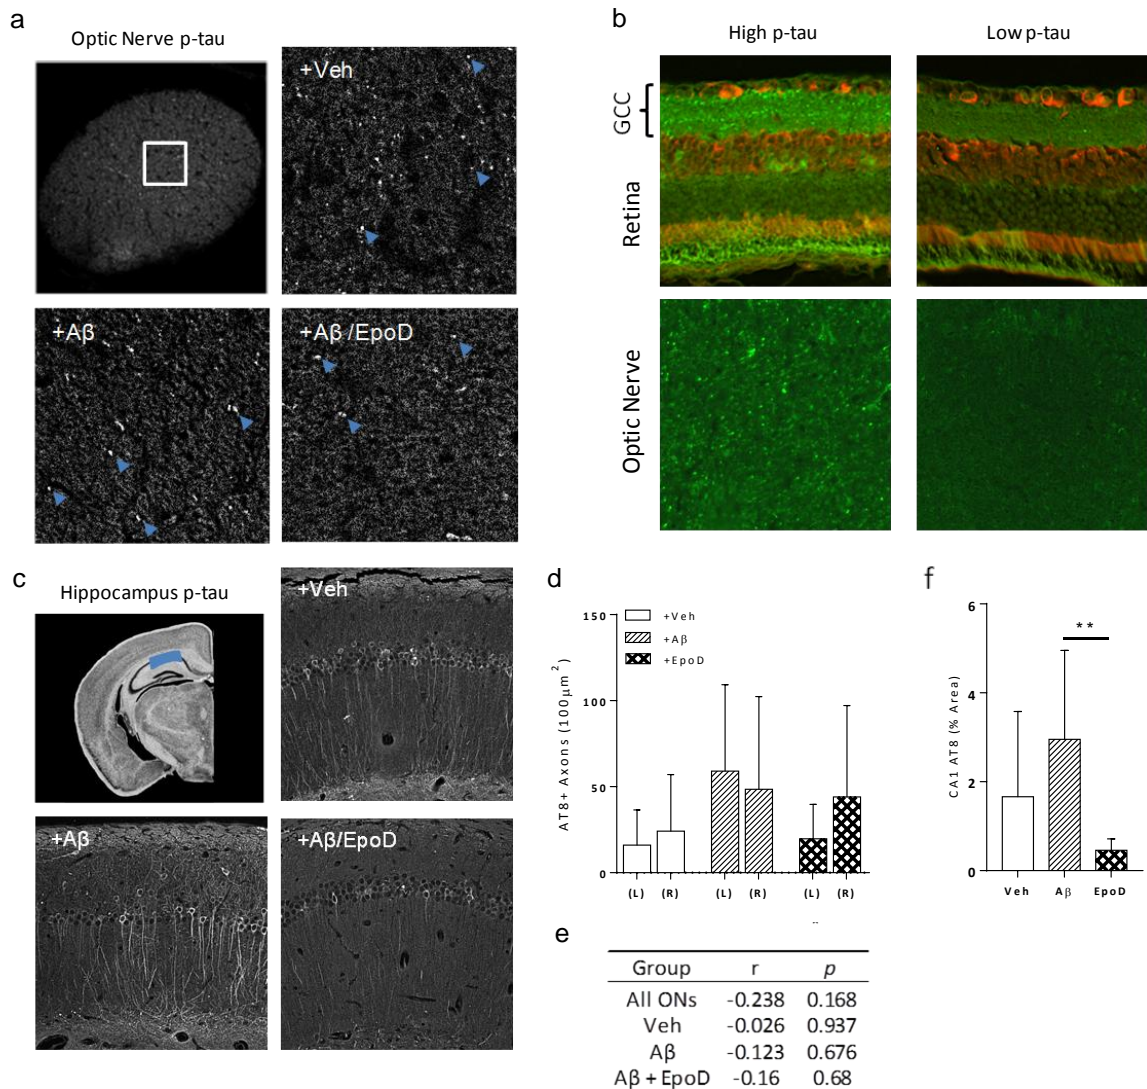 a
Optic Nerve p-tau
+Veh
+Aβ
+Aβ /EpoD
b
High p-tau
Low p-tau
GCC
Retina
Optic Nerve
c
Hippocampus p-tau
+Veh
+Aβ
+Aβ/EpoD
d
AT8+ Axons (100μm²)
150
100
50
0
+Veh
+Aβ
+EpoD
(L) (R) (L) (R) (L) (R)
--
e
Group r p
All ONs -0.238 0.168
Veh -0.026 0.937
Aβ -0.123 0.676
Aβ + EpoD -0.16 0.68
f
CA1 AT8 (% Area)
6
4
2
0
**
Veh Aβ EpoD